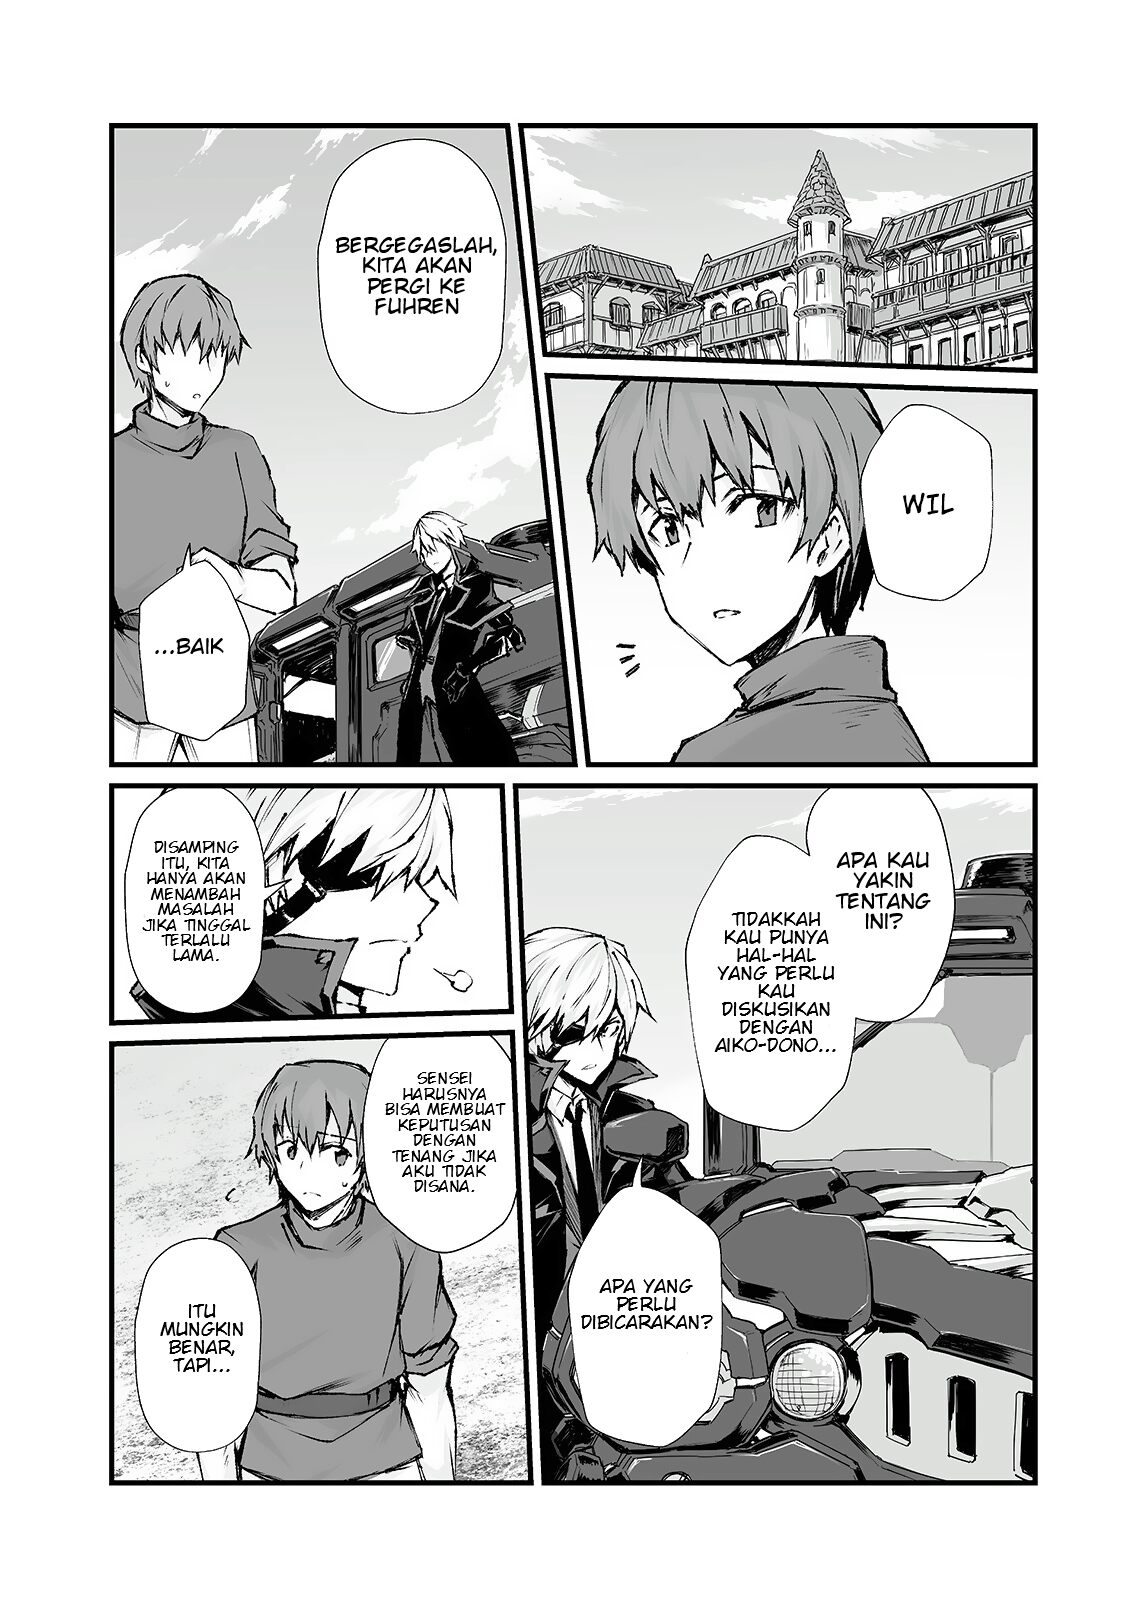 WIL
BERGEGASLAH,
KITA AKAN
PERGI KE
FUHREN
...BAIK
APA KAU
YAKIN
TENTANG
INI?
TIDAKKAH
KAU PUNYA
HAL-HAL
YANG PERLU
KAU
DISKUSIKAN
DENGAN
AIKO-DONO...
APA YANG
PERLU
DIBICARAKAN?
DISAMPING
ITU, KITA
HANYA AKAN
MENAMBAH
MASALAH
JIKA TINGGAL
TERLALU
LAMA.
SENSEI
HARUSNYA
BISA MEMBUAT
KEPUTUSAN
DENGAN
TENANG JIKA
AKU TIDAK
DISANA.
ITU
MUNGKIN
BENAR,
TAPI...